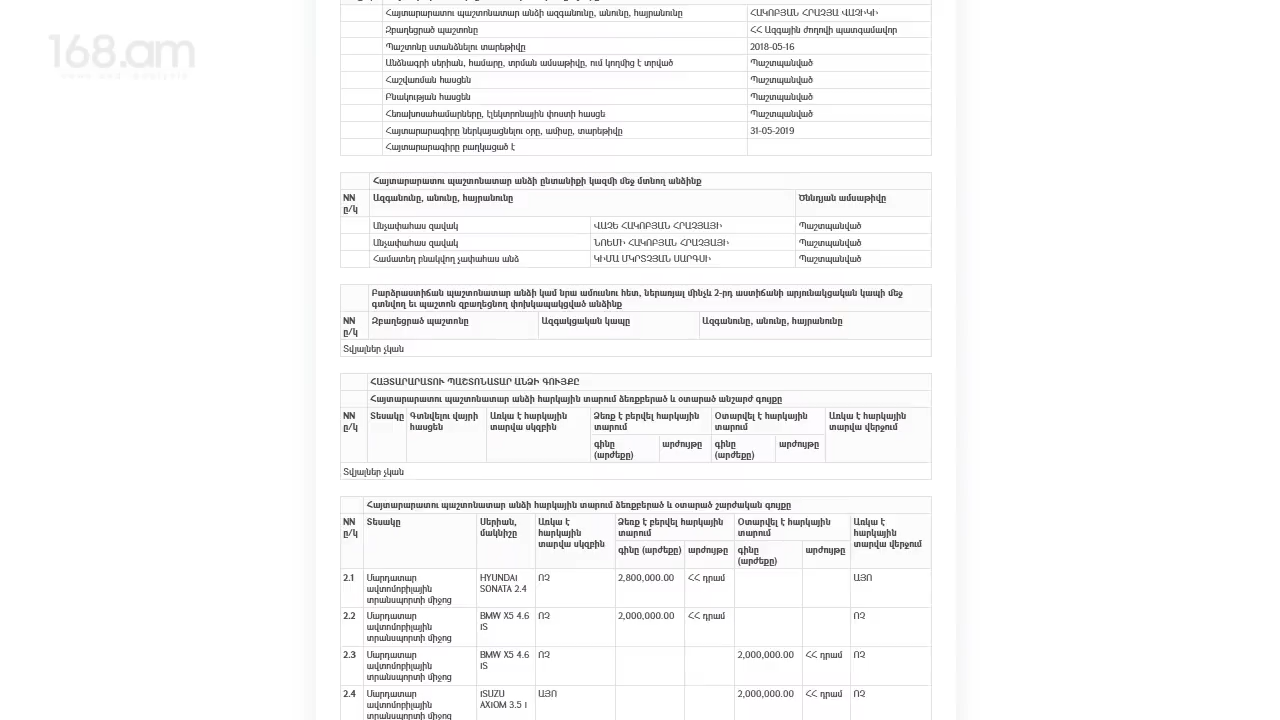 168.am
news and analysis
Հայտարարատու պաշտոնատար անձի ազգանունը, անունը, հայրանունը ՀԱԿՈԲՅԱՆ ՀՐԱՉՅԱ ՎԱՉԻԿԻ
Զբաղեցրած պաշտոնը ՀՀ Ազգային ժողովի պատգամավոր
Պաշտոնը ստանձնելու տարեթիվը 2018-05-16
Անձնագրի սերիան, համարը, տրման ամսաթիվը, ում կողմից է տրված Պաշտպանված
Հաշվառման հասցեն Պաշտպանված
Բնակության հասցեն Պաշտպանված
Հեռախոսահամարները, էլեկտրոնային փոստի հասցե Պաշտպանված
Հայտարարագիրը ներկայացնելու օրը, ամիսը, տարեթիվը 31-05-2019
Հայտարարագիրը բաղկացած է
Հայտարարատու պաշտոնատար անձի ընտանիքի կազմի մեջ մտնող անձինք
NN Ազգանունը, անունը, հայրանունը Ծննդյան ամսաթիվը
ը/կ
Անչափահաս զավակ ՎԱՉԵ ՀԱԿՈԲՅԱՆ ՀՐԱՉՅԱՅԻ Պաշտպանված
Անչափահաս զավակ ՆՈԵՄԻ ՀԱԿՈԲՅԱՆ ՀՐԱՉՅԱՅԻ Պաշտպանված
Համատեղ բնակվող չափահաս անձ ԿԻՄԱ ՄԿՐՏՉՅԱՆ ՍԱՐԳՍԻ Պաշտպանված
Բարձրաստիճան պաշտոնատար անձի կամ նրա ամուսնու հետ, ներառյալ մինչև 2-րդ աստիճանի արյունակցական կապի մեջ
գտնվող եւ պաշտոն զբաղեցնող փոխկապակցված անձինք
NN Զբաղեցրած պաշտոնը Ազգակցական կապը Ազգանունը, անունը, հայրանունը
ը/կ
Տվյալներ չկան
ՀԱՅՏԱՐԱՐԱՏՈՒ ՊԱՇՏՈՆԱՏԱՐ ԱՆՁԻ ԳՈՒՅՔԸ
Հայտարարատու պաշտոնատար անձի հարկային տարում ձեռքբերած և օտարած անշարժ գույքը
NN Տեսակը Գտնվելու վայրի Առկա է հարկային Ձեռք է բերվել հարկային Օտարվել է հարկային Առկա է հարկային
ը/կ հասցեն տարվա սկզբին տարում տարում տարվա վերջում
գինը արժույթը գինը արժույթը
(արժեքը) (արժեքը)
Տվյալներ չկան
Հայտարարատու պաշտոնատար անձի հարկային տարում ձեռքբերած և օտարած շարժական գույքը
NN Տեսակը Սերիան, Առկա է Ձեռք է բերվել հարկային Օտարվել է հարկային Առկա է
ը/կ մակնիշը հարկային տարում տարում հարկային
տարվա սկզբին տարվա վերջում
գինը (արժեքը) արժույթը գինը արժույթը
(արժեքը)
2.1 Մարդատար HYUNDAI ՈՉ 2,800,000.00 ՀՀ դրամ ԱՅՈ
ավտոմոբիլային SONATA 2.4
տրանսպորտի միջոց
2.2 Մարդատար BMW X5 4.6 ՈՉ 2,000,000.00 ՀՀ դրամ ՈՉ
ավտոմոբիլային IS
տրանսպորտի միջոց
2.3 Մարդատար BMW X5 4.6 ՈՉ 2,000,000.00 ՀՀ դրամ ՈՉ
ավտոմոբիլային IS
տրանսպորտի միջոց
2.4 Մարդատար ISUZU ԱՅՈ 2,000,000.00 ՀՀ դրամ ՈՉ
ավտոմոբիլային AXIOM 3.5 I
տրանսպորտի միջոց